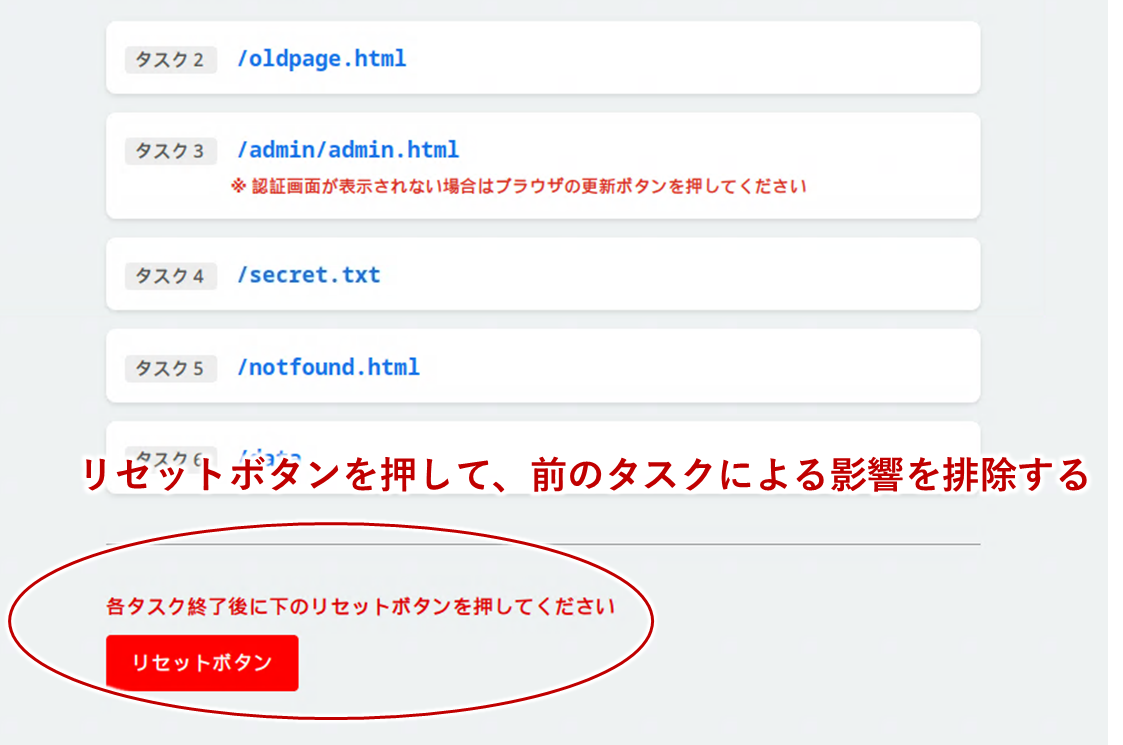 タスク2 /oldpage.html
タスク3 /admin/admin.html
※ 認証画面が表示されない場合はブラウザの更新ボタンを押してください
タスク4 /secret.txt
タスク5 /notfound.html
タスク6 /data
リセットボタンを押して、前のタスクによる影響を排除する
各タスク終了後に下のリセットボタンを押してください
リセットボタン